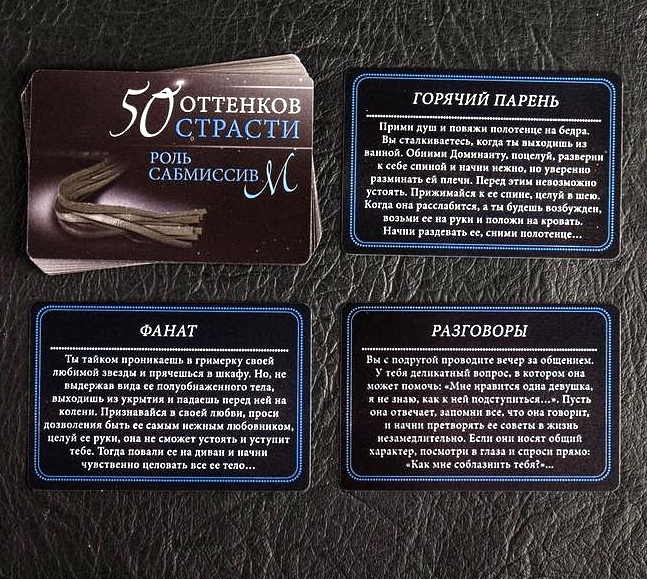 50 ОТТЕНКОВ
СТРАСТИ
РОЛЬ
САБМИССИВ М
ГОРЯЧИЙ ПАРЕНЬ
Прими душ и повяжи полотенце на бедра.
Вы сталкиваетесь, когда ты выходишь из
ванной. Обними Доминанту, поцелуй, разверни
к себе спиной и начни нежно, но уверенно
разминать ей плечи. Перед этим невозможно
устоять. Прижимайся к ее спине, целуй в шею.
Когда она расслабится, а ты будешь возбужден,
возьми ее на руки и положи на кровать.
Начни раздевать ее, сними полотенце...
ФАНАТ
Ты тайком проникаешь в гримерку своей
любимой звезды и прячешься в шкафу. Но, не
выдержав вида ее полуобнаженного тела,
выходишь из укрытия и падаешь перед ней на
колени. Признавайся в своей любви, проси
дозволения быть ее самым нежным любовником,
целуй ее руки, она не сможет устоять и уступит
тебе. Тогда повали ее на диван и начни
чувственно целовать все ее тело...
РАЗГОВОРЫ
Вы с подругой проводите вечер за общением.
У тебя деликатный вопрос, в котором она
может помочь: «Мне нравится одна девушка,
я не знаю, как к ней подступиться...». Пусть
она отвечает, запомни все, что она говорит,
и начни претворять ее советы в жизнь
незамедлительно. Если они носят общий
характер, посмотри в глаза и спроси прямо:
«Как мне соблазнить тебя?»...